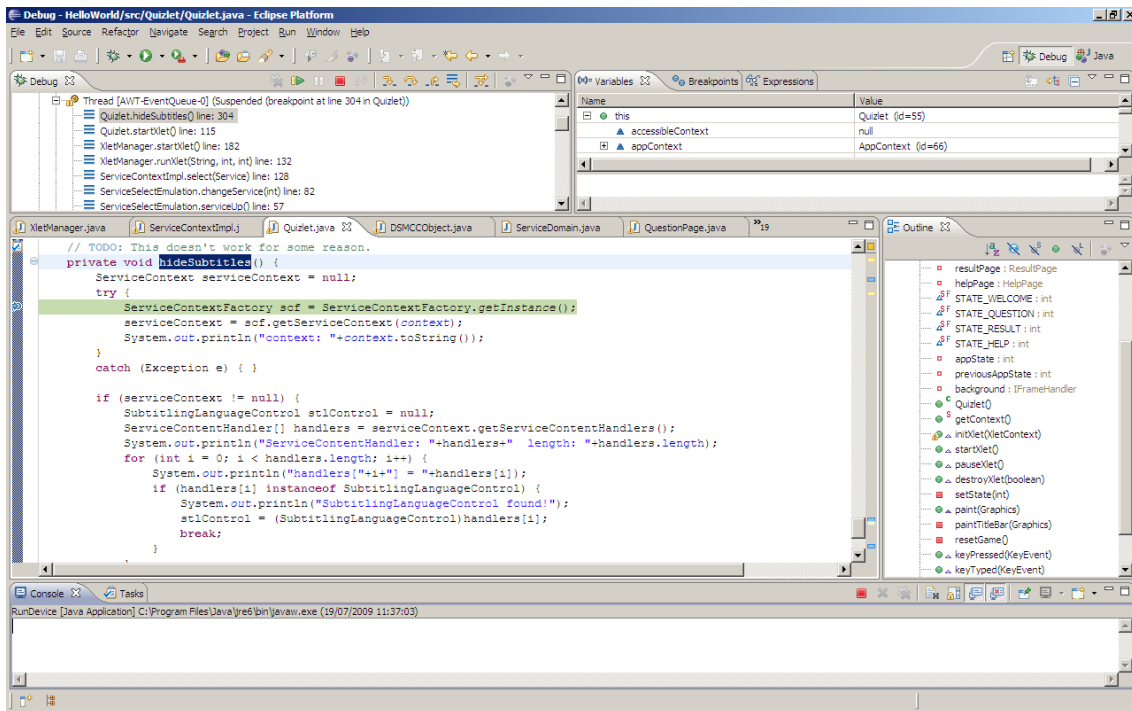 Debug - HelloWorld/src/Quizlet/Quizlet.java - Eclipse Platform
File Edit Source Refactor Navigate Search Project Run Window Help
Debug Java
Debug
Thread [AWT-EventQueue-0] (Suspended (breakpoint at line 304 in Quizlet))
Quizlet.hideSubtitles() line: 304
Quizlet.startXlet() line: 115
XletManager.startXlet() line: 182
XletManager.runXlet(String, int, int) line: 132
ServiceContextImpl.select(Service) line: 128
ServiceSelectEmulation.changeService(int) line: 82
ServiceSelectEmulation.serviceUp() line: 57
(x)= Variables Breakpoints Expressions
Name Value
this Quizlet (id=55)
accessibleContext null
appContext AppContext (id=66)
XletManager.java ServiceContextImpl.j Quizlet.java DSMCCObject.java ServiceDomain.java QuestionPage.java »19
// TODO: This doesn't work for some reason.
private void hideSubtitles() {
ServiceContext serviceContext = null;
try {
ServiceContextFactory scf = ServiceContextFactory.getInstance();
serviceContext = scf.getServiceContext(context);
System.out.println("context: "+context.toString());
}
catch (Exception e) { }
if (serviceContext != null) {
SubtitlingLanguageControl stlControl = null;
ServiceContentHandler[] handlers = serviceContext.getServiceContentHandlers();
System.out.println("ServiceContentHandler: "+handlers+"  length: "+handlers.length);
for (int i = 0; i < handlers.length; i++) {
System.out.println("handlers["+i+"] = "+handlers[i]);
if (handlers[i] instanceof SubtitlingLanguageControl) {
System.out.println("SubtitlingLanguageControl found!");
stlControl = (SubtitlingLanguageControl)handlers[i];
break;
}
Outline
resultPage : ResultPage
helpPage : HelpPage
STATE_WELCOME : int
STATE_QUESTION : int
STATE_RESULT : int
STATE_HELP : int
appState : int
previousAppState : int
background : IFrameHandler
Quizlet()
getContext()
initXlet(XletContext)
startXlet()
pauseXlet()
destroyXlet(boolean)
setState(int)
paint(Graphics)
paintTitleBar(Graphics)
resetGame()
keyPressed(KeyEvent)
keyTyped(KeyEvent)
Console Tasks
RunDevice [Java Application] C:\Program Files\Java\jre6\bin\javaw.exe (19/07/2009 11:37:03)